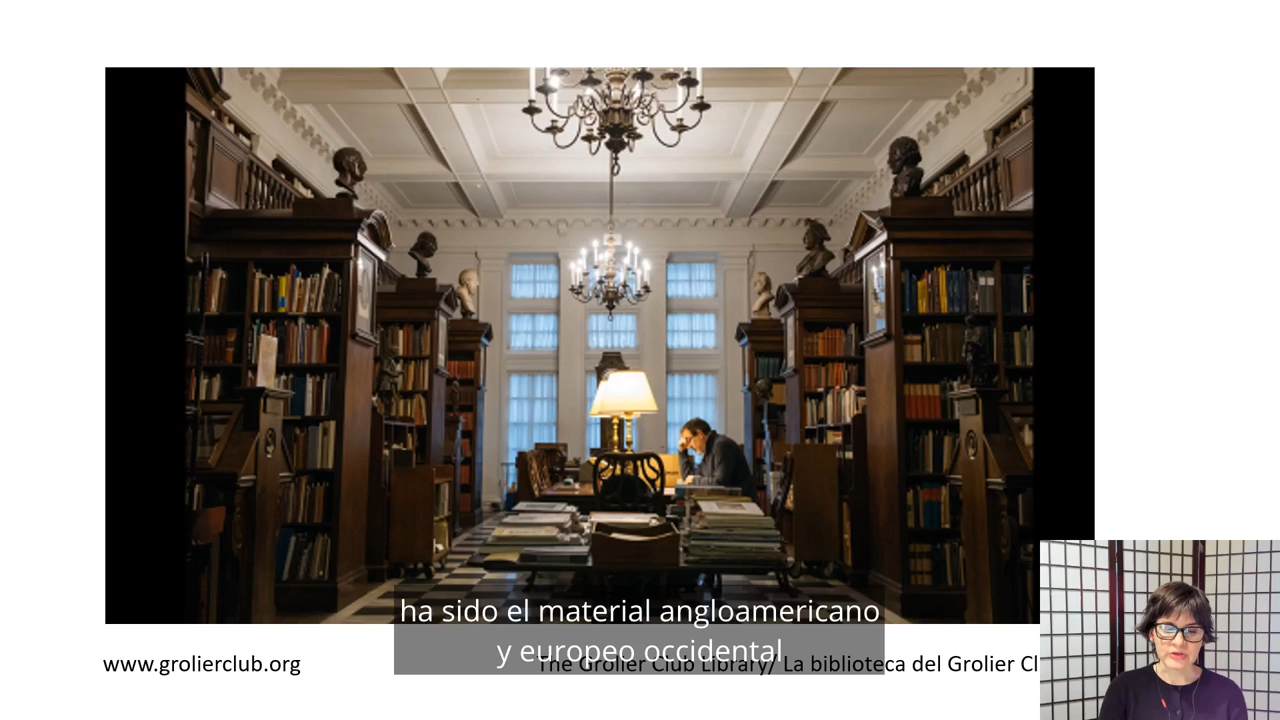 ha sido el material angloamericano
y europeo occidental
www.grolierclub.org
The Grolier Club Library/ La biblioteca del Grolier Cl